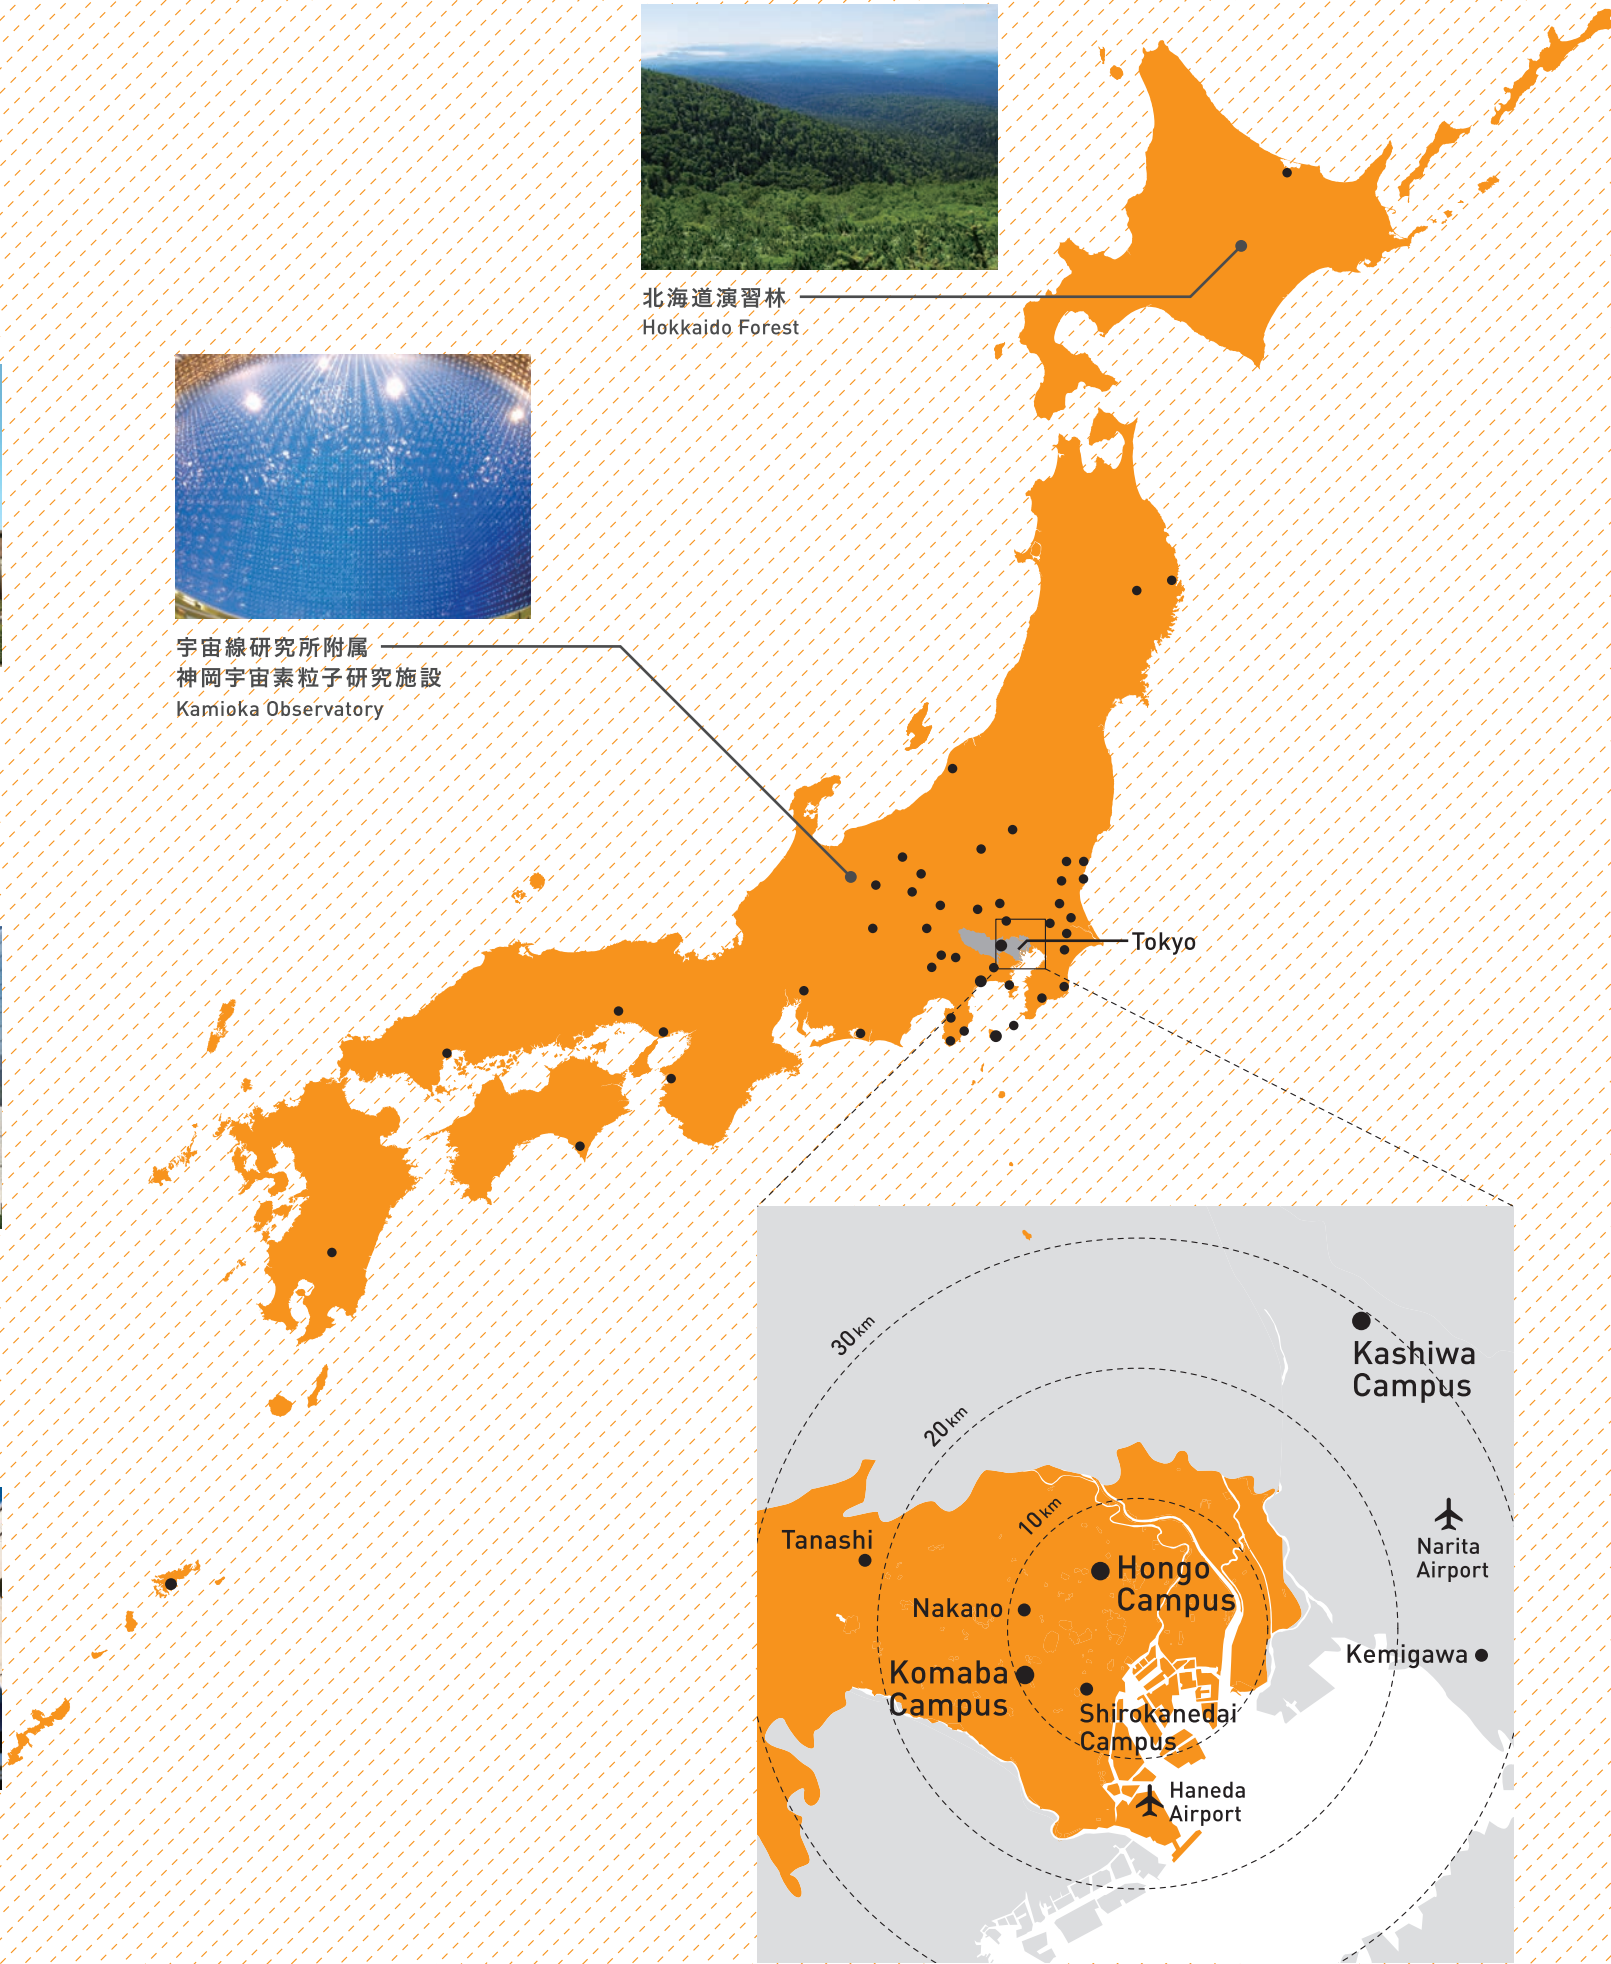 北海道演習林
Hokkaido Forest
宇宙線研究所附属
神岡宇宙素粒子研究施設
Kamioka Observatory
Tokyo
30km
Kashiwa
Campus
20km
10km
Tanashi
Hongo
Campus
Narita
Airport
Nakano
Kemigawa
Komaba
Campus
Shirokanedai
Campus
Haneda
Airport